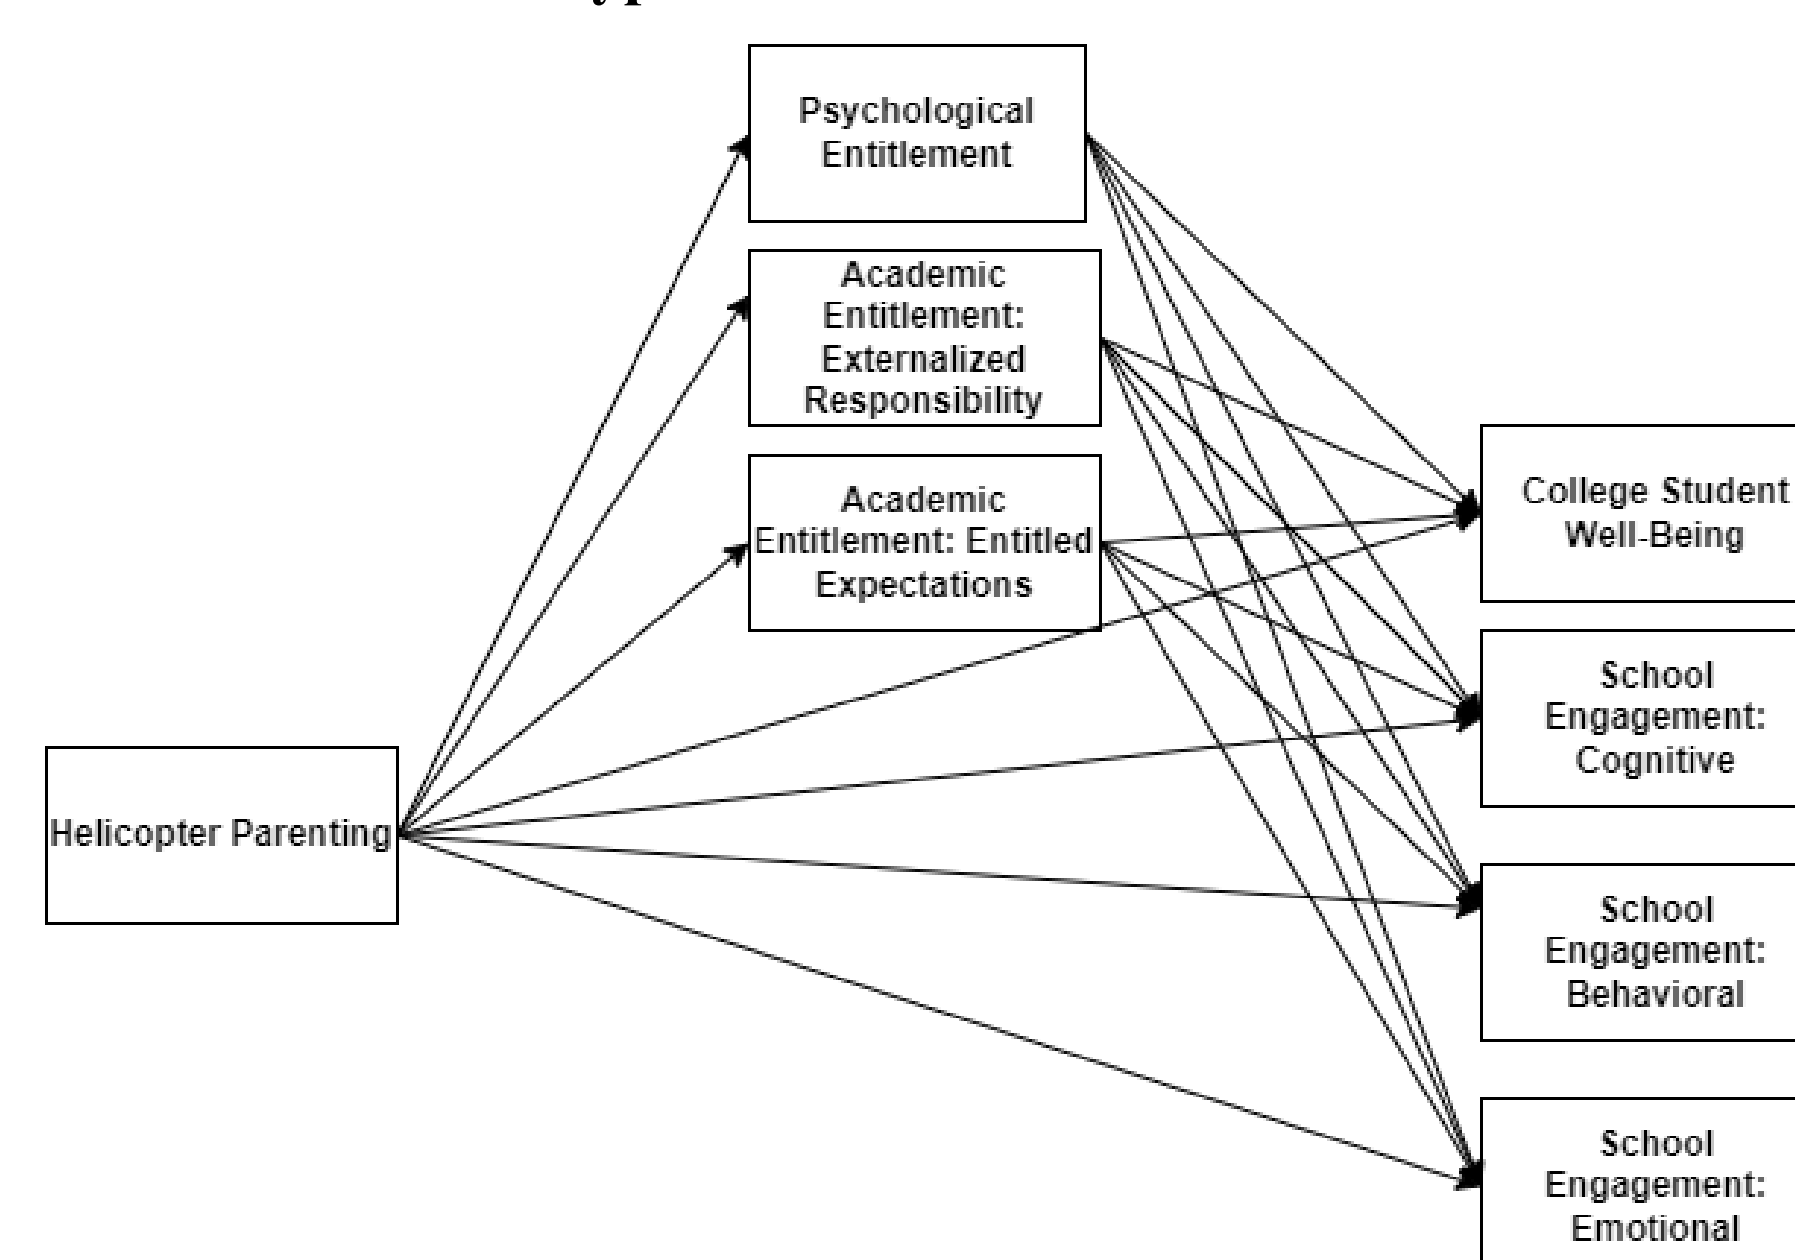 Psychological
Entitlement
Academic
Entitlement:
Externalized
Responsibility
Academic
Entitlement: Entitled
Expectations
Helicopter Parenting
College Student
Well-Being
School
Engagement:
Cognitive
School
Engagement:
Behavioral
School
Engagement:
Emotional